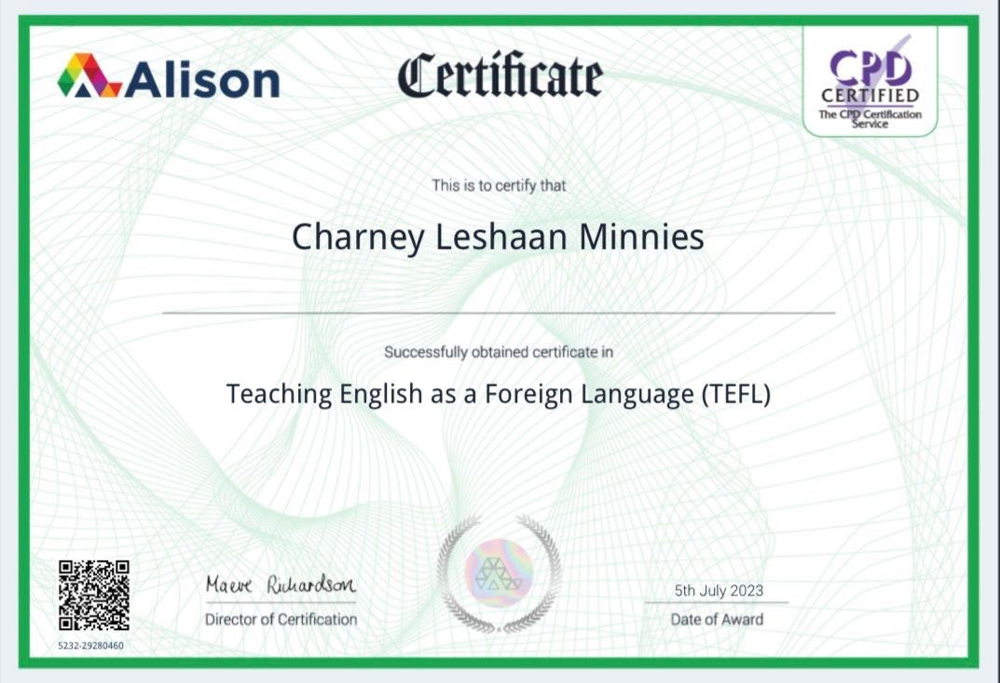 Alison
Certificate
CPD
CERTIFIED
The CPD Certification
Service
This is to certify that
Charney Leshaan Minnies
Successfully obtained certificate in
Teaching English as a Foreign Language (TEFL)
Maeve Richardson
Director of Certification
5th July 2023
Date of Award
5232-29280460